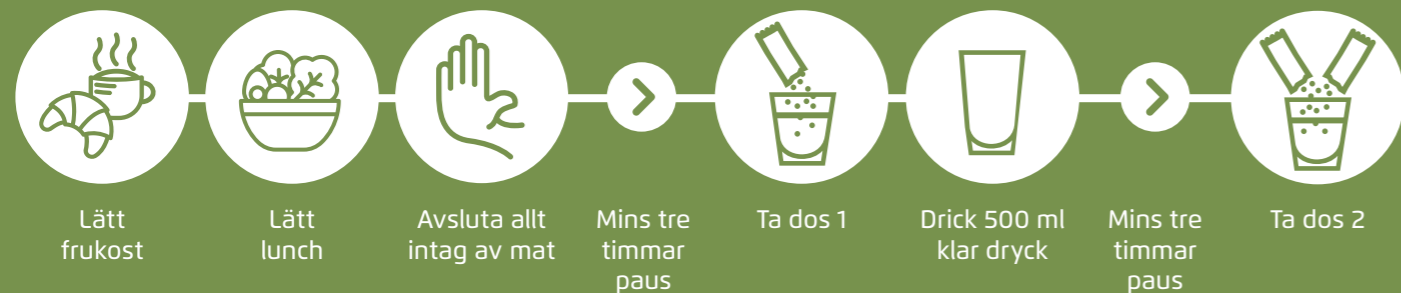 Lätt
frukost
Lätt
lunch
Avsluta allt
intag av mat
Mins tre
timmar
paus
Ta dos 1
Drick 500 ml
klar dryck
Mins tre
timmar
paus
Ta dos 2